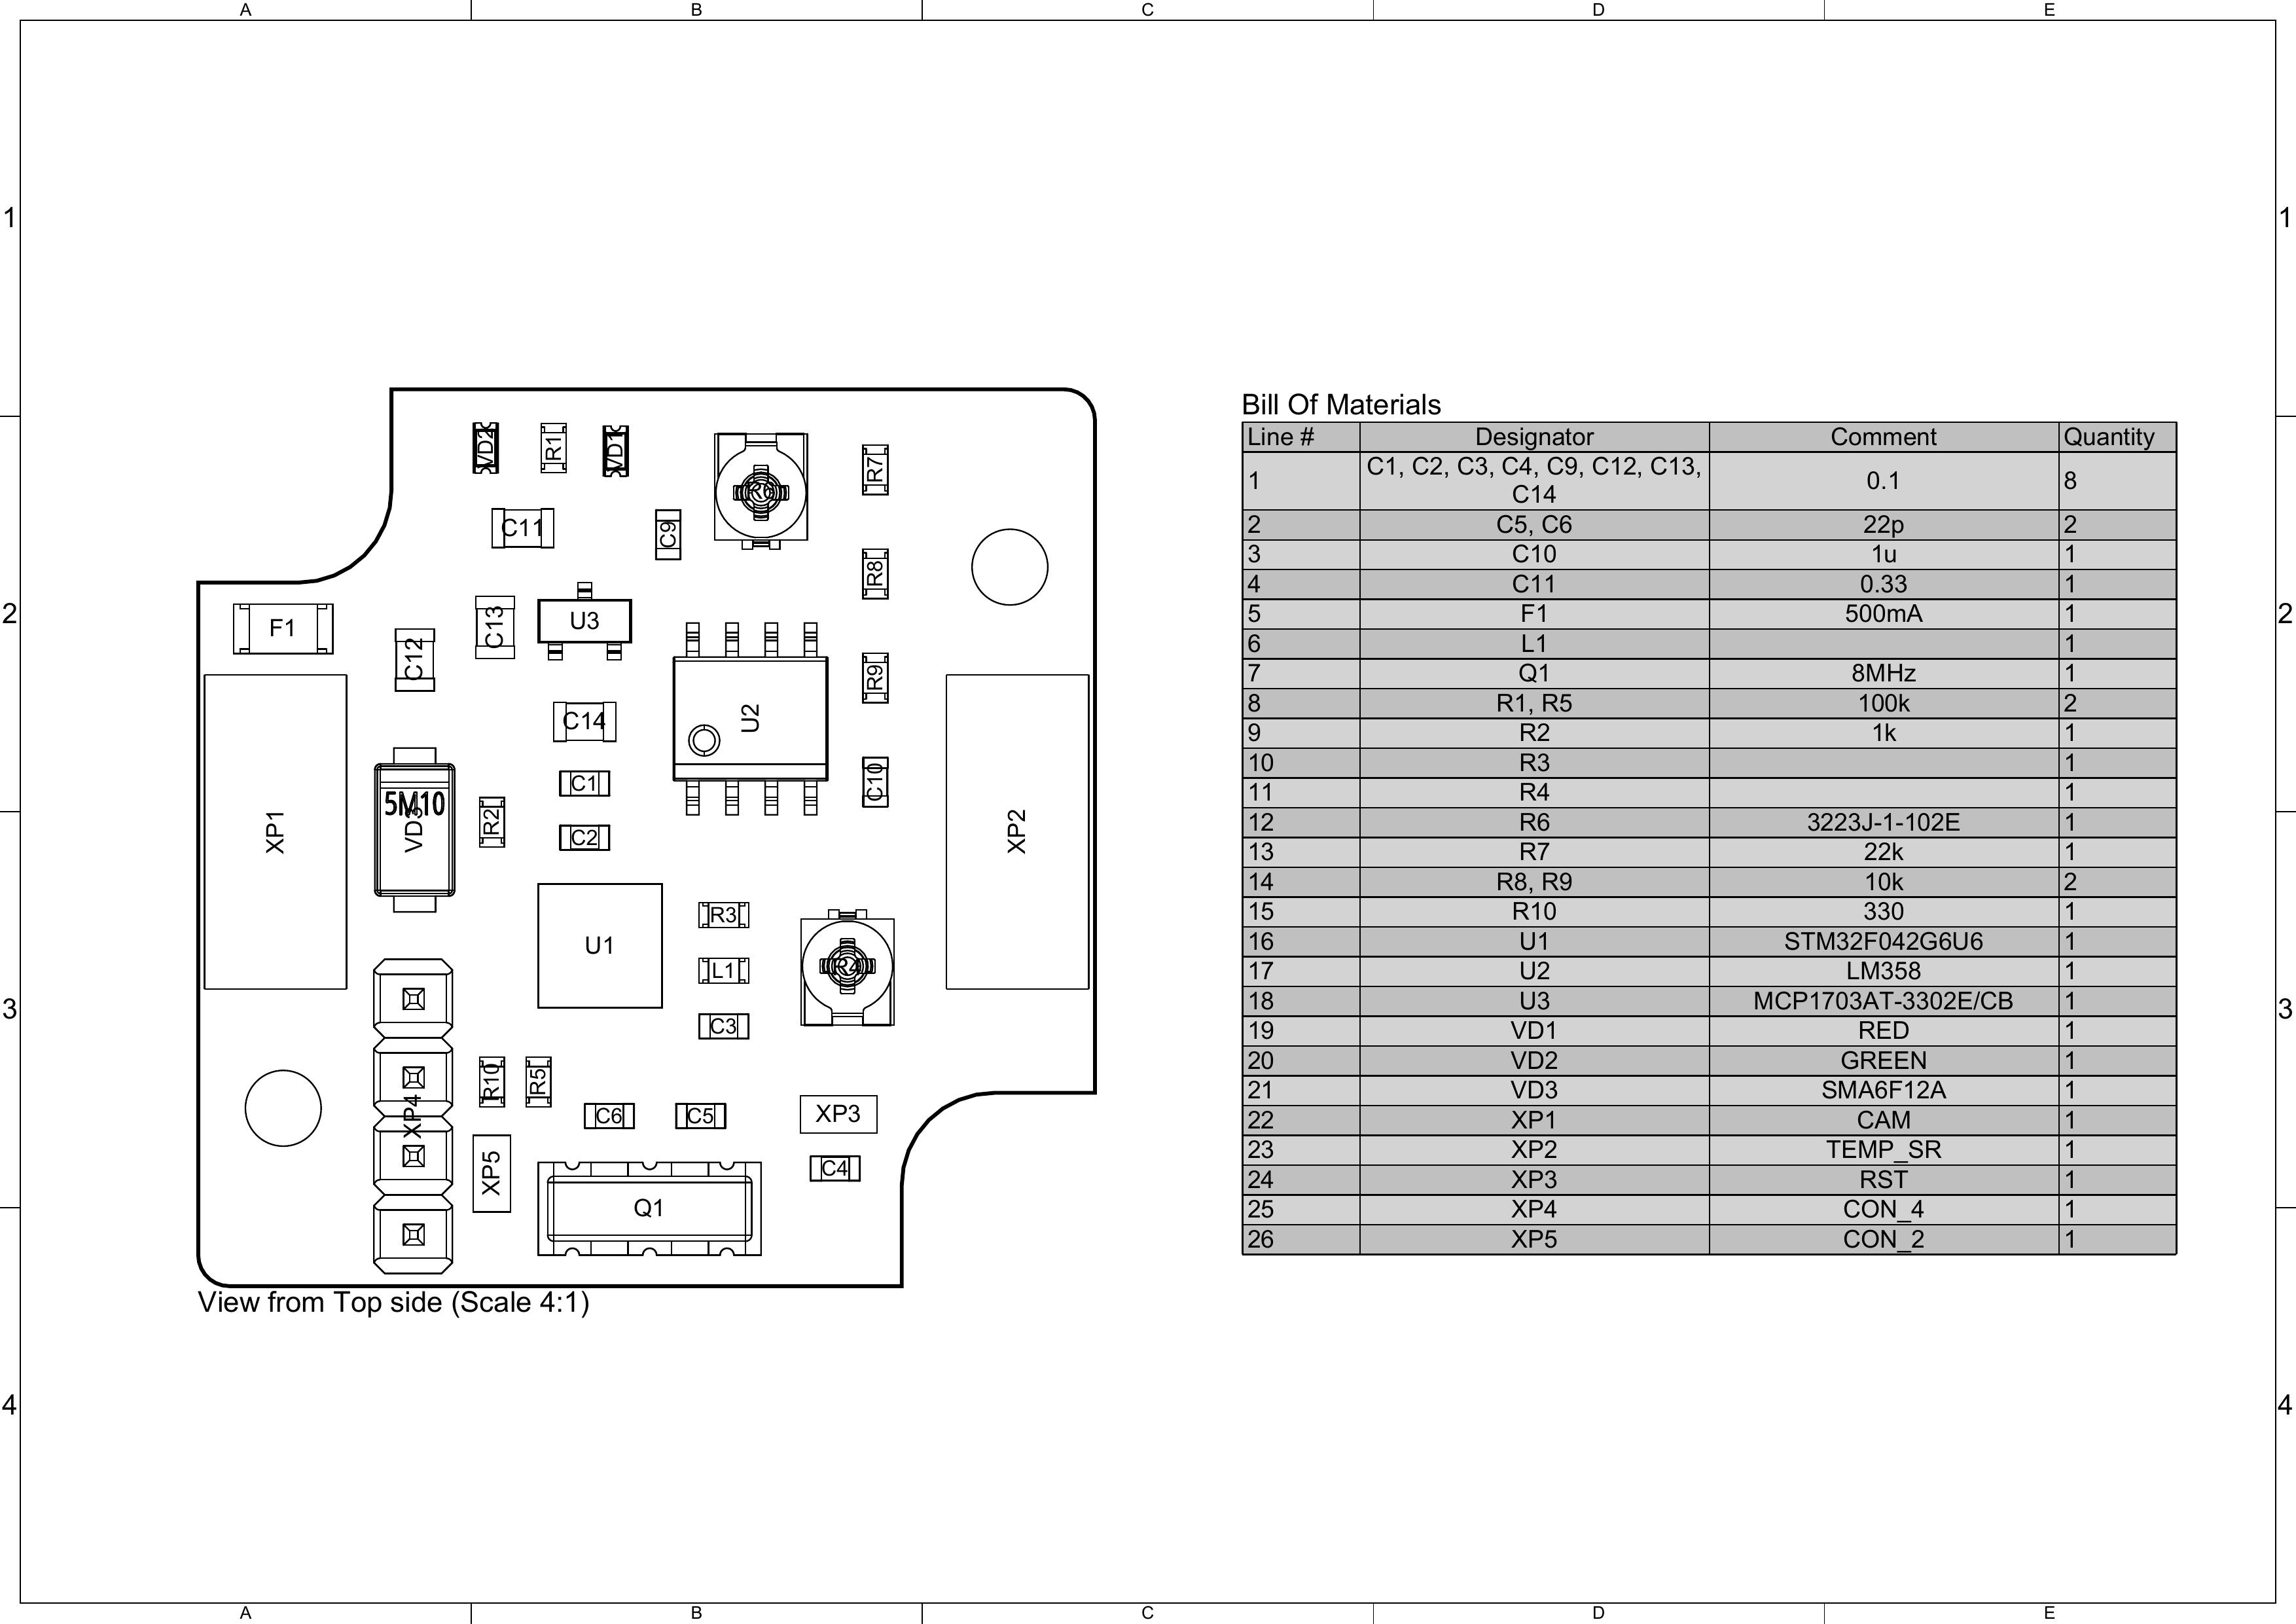 A B C D E
1 1
VD2 R1 VD1 R6 R7
C11 C9
R8
F1 C13 U3
C12 R9
C14 U2
C1 C10
5M10
XP1 VD3 R2 XP2
C2
R3
U1
L1 R4
C3
R10 R5
XP4 C6 C5 XP3
XP5 C4
Q1
View from Top side (Scale 4:1)
Bill Of Materials
Line # Designator Comment Quantity
1 C1, C2, C3, C4, C9, C12, C13, 0.1 8
C14
2 C5, C6 22p 2
3 C10 1u 1
4 C11 0.33 1
5 F1 500mA 1
6 L1 1
7 Q1 8MHz 1
8 R1, R5 100k 2
9 R2 1k 1
10 R3 1
11 R4 1
12 R6 3223J-1-102E 1
13 R7 22k 1
14 R8, R9 10k 2
15 R10 330 1
16 U1 STM32F042G6U6 1
17 U2 LM358 1
18 U3 MCP1703AT-3302E/CB 1
19 VD1 RED 1
20 VD2 GREEN 1
21 VD3 SMA6F12A 1
22 XP1 CAM 1
23 XP2 TEMP_SR 1
24 XP3 RST 1
25 XP4 CON_4 1
26 XP5 CON_2 1
2 2
3 3
4 4
A B C D E